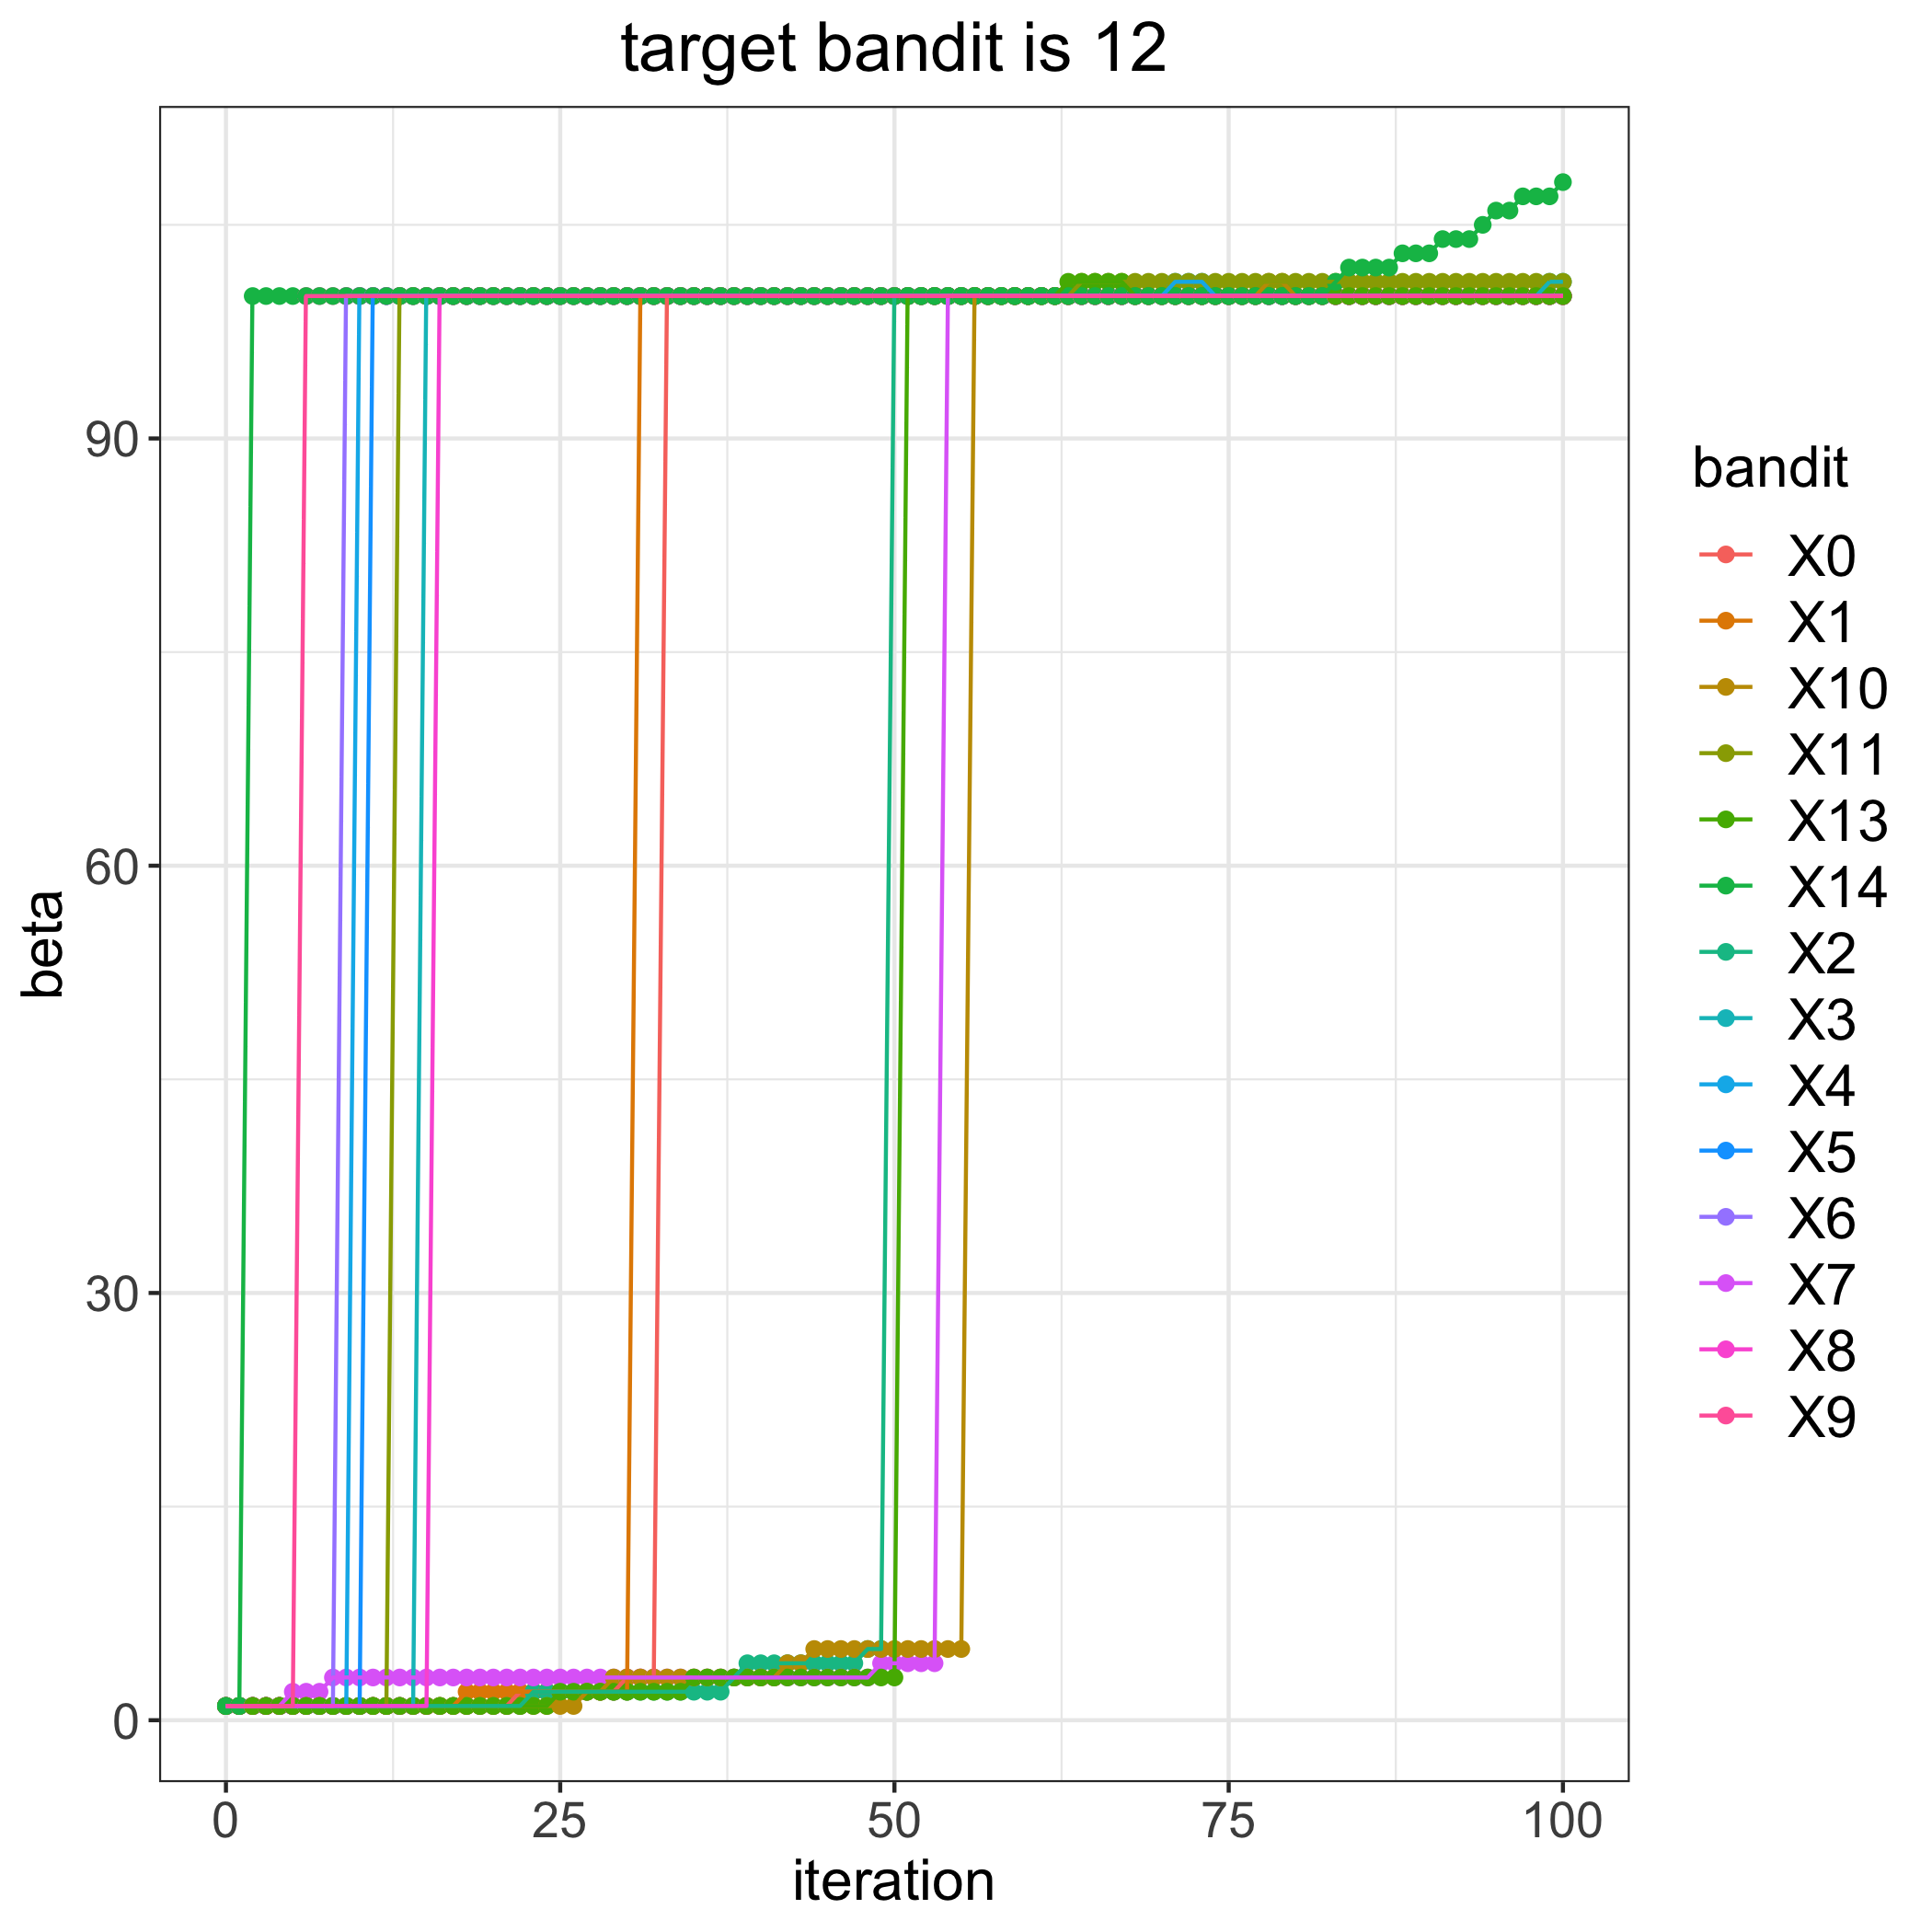 target bandit is 12
90
60
30
0
beta
0 25 50 75 100
iteration
bandit
X0
X1
X10
X11
X13
X14
X2
X3
X4
X5
X6
X7
X8
X9